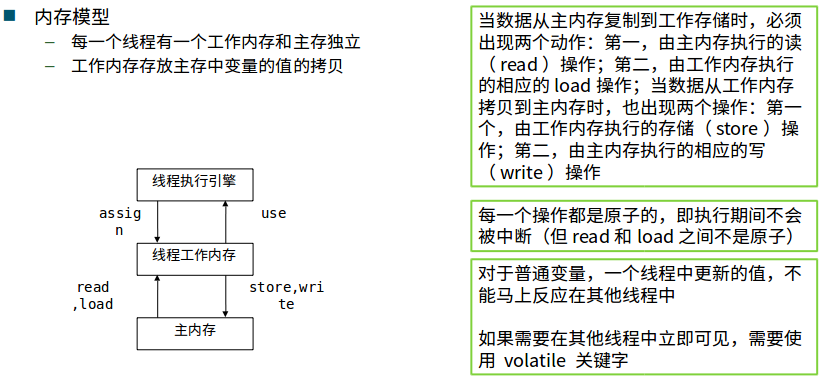 内存模型
– 每一个线程有一个工作内存和主存独立
– 工作内存存放主存中变量的值的拷贝
线程执行引擎
assig
n
use
线程工作内存
read
,load
store,wri
te
主内存
当数据从主内存复制到工作存储时，必须
出现两个动作：第一，由主内存执行的读
（ read ）操作；第二，由工作内存执行
的相应的 load 操作；当数据从工作内存
拷贝到主内存时，也出现两个操作：第一
个，由工作内存执行的存储（ store ）操
作；第二，由主内存执行的相应的写
（ write ）操作
每一个操作都是原子的，即执行期间不会
被中断（但 read 和 load 之间不是原子）
对于普通变量，一个线程中更新的值，不
能马上反应在其他线程中
如果需要在其他线程中立即可见，需要使
用 volatile 关键字